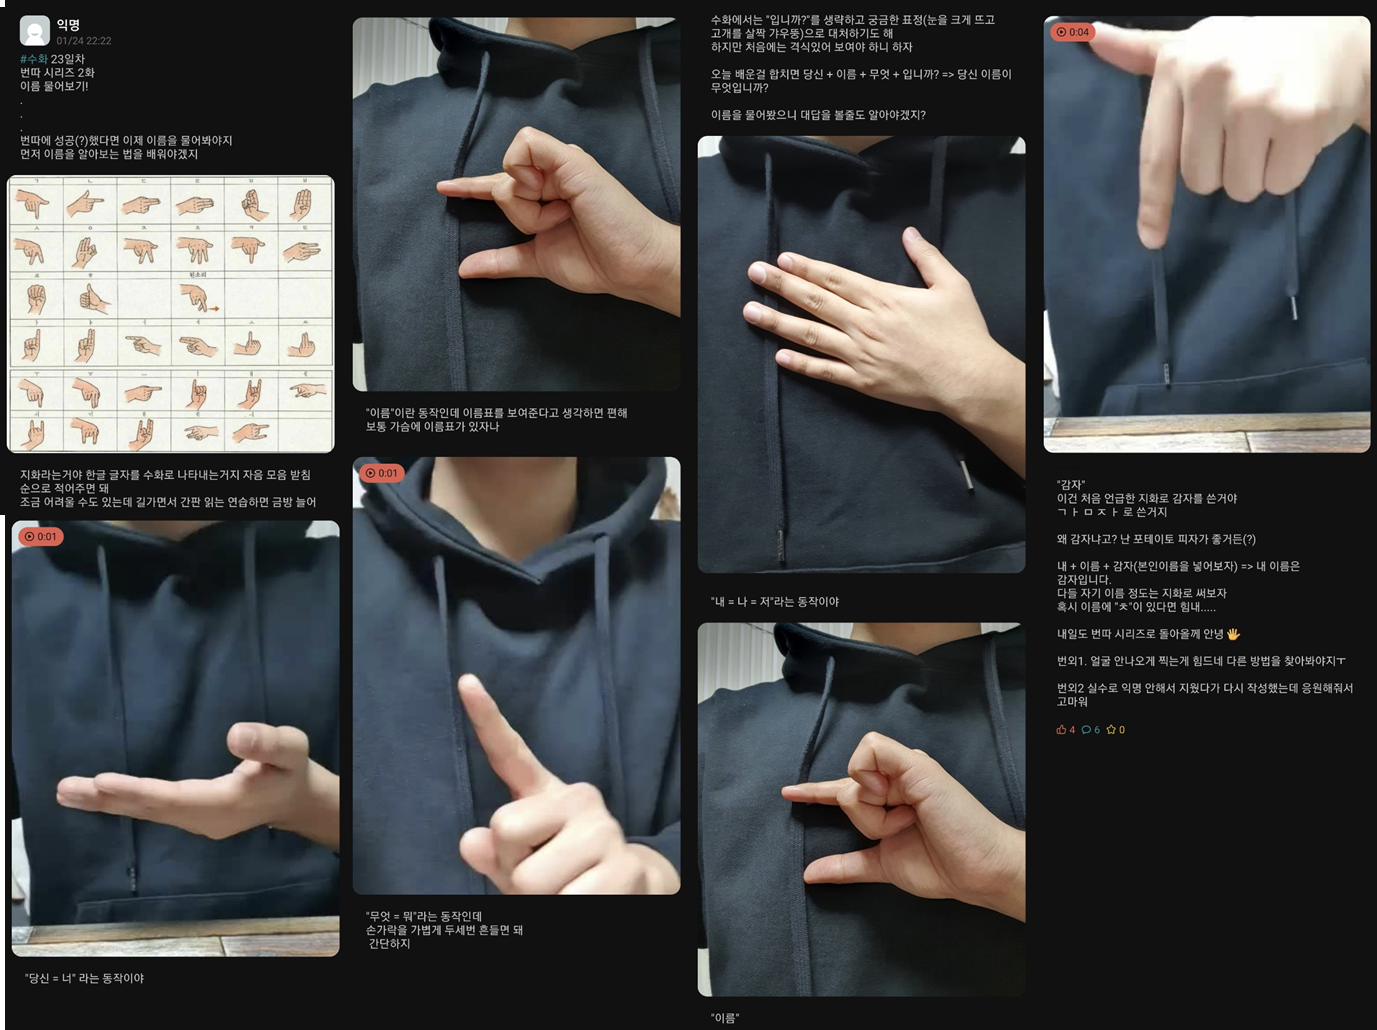 익명
01/24 22:22
#수화 23일차
번따 시리즈 2화
이름 물어보기!
.
.
.
번따에 성공(?)했다면 이제 이름을 물어봐야지
먼저 이름을 알아보는 법을 배워야겠지
ㄱ ㄴ ㄷ ㄹ ㅁ ㅂ
ㅅ ㅇ ㅈ ㅊ ㅋ ㅌ
ㅍ ㅎ 된소리
지화라는거야 한글 글자를 수화로 나타내는거지 자음 모음 받침
순으로 적어주면 돼
조금 어려울 수도 있는데 길가면서 간판 읽는 연습하면 금방 늘어
0:01
"당신 = 너" 라는 동작이야
"이름"이란 동작인데 이름표를 보여준다고 생각하면 편해
보통 가슴에 이름표가 있자나
0:01
"무엇 = 뭐"라는 동작인데
손가락을 가볍게 두세번 흔들면 돼
간단하지
수화에서는 "입니까?"를 생략하고 궁금한 표정(눈을 크게 뜨고
고개를 살짝 갸우뚱)으로 대처하기도 해
하지만 처음에는 격식있어 보여야 하니 하자
오늘 배운걸 합치면 당신 + 이름 + 무엇 + 입니까? => 당신 이름이
무엇입니까?
이름을 물어봤으니 대답을 볼줄도 알아야겠지?
"내 = 나 = 저"라는 동작이야
"이름"
0:04
"감자"
이건 처음 언급한 지화로 감자를 쓴거야
ㄱ ㅏ ㅁ ㅈ ㅏ 로 쓴거지
왜 감자냐고? 난 포테이토 피자가 좋거든(?)
내 + 이름 + 감자(본인이름을 넣어보자) => 내 이름은
감자입니다.
다들 자기 이름 정도는 지화로 써보자
혹시 이름에 "ㅊ"이 있다면 힘내.....
내일도 번따 시리즈로 돌아올께 안녕 👋
번외1. 얼굴 안나오게 찍는게 힘드네 다른 방법을 찾아봐야지ㅜ
번외2 실수로 익명 안해서 지웠다가 다시 작성했는데 응원해줘서
고마워
4 6 0